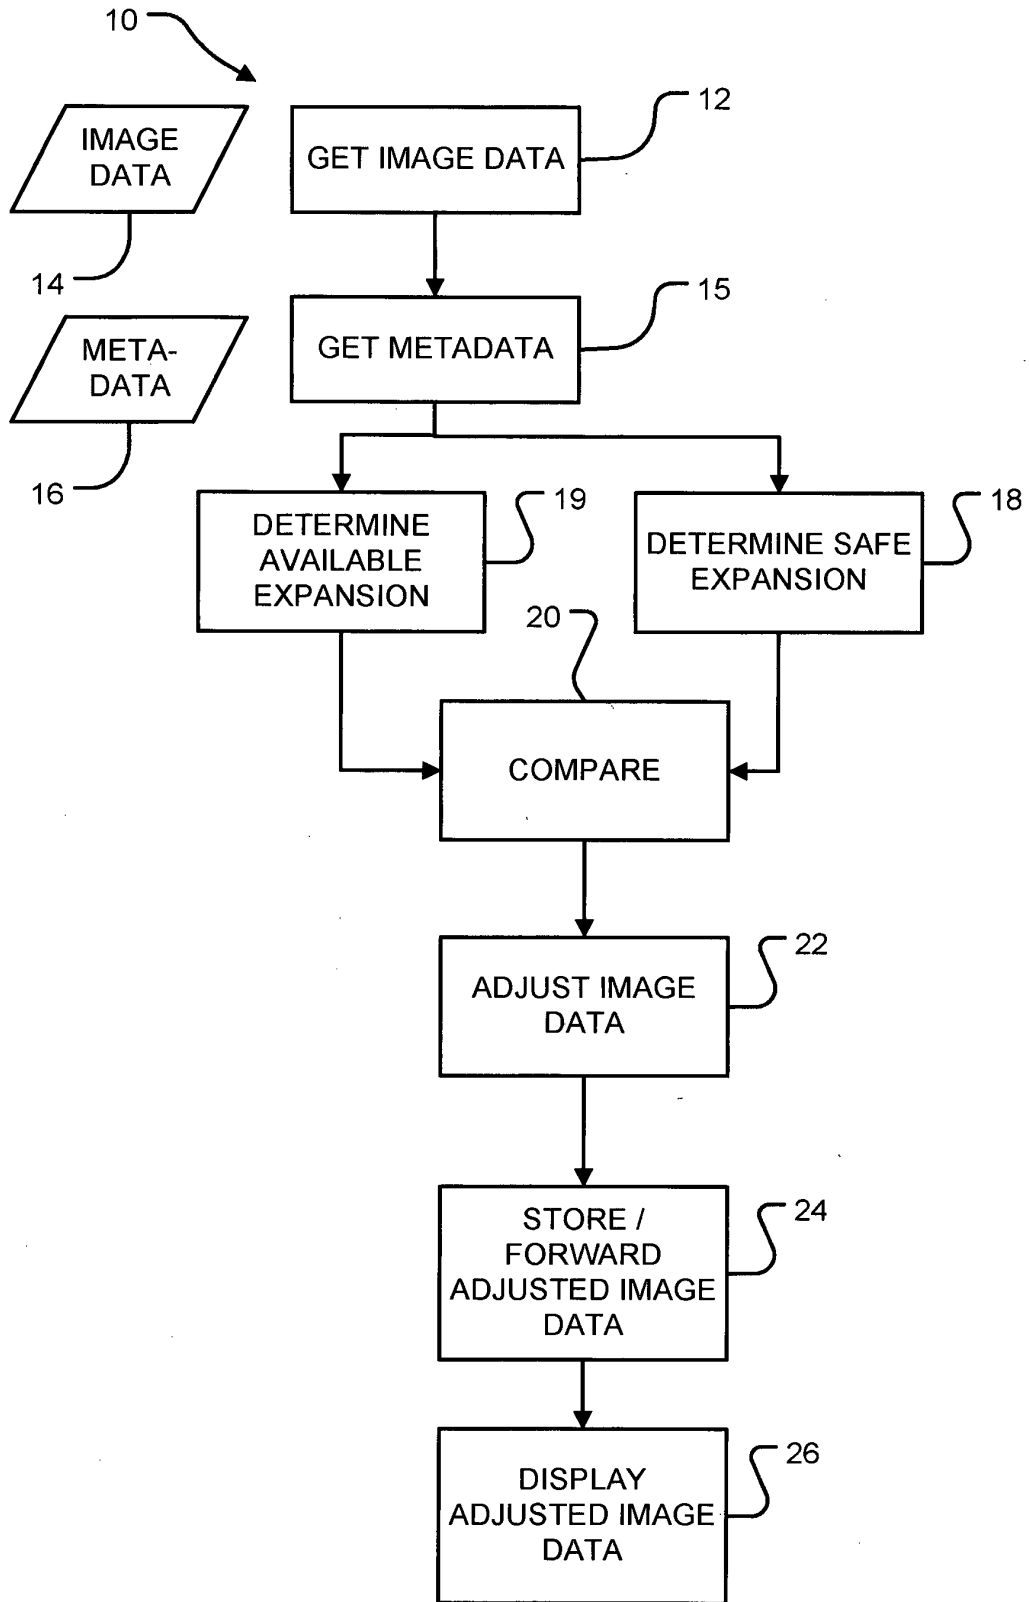 10
12
IMAGE
DATA
GET IMAGE DATA
14
15
META-
DATA
GET METADATA
16
19
18
DETERMINE
AVAILABLE
EXPANSION
DETERMINE SAFE
EXPANSION
20
COMPARE
22
ADJUST IMAGE
DATA
24
STORE /
FORWARD
ADJUSTED IMAGE
DATA
26
DISPLAY
ADJUSTED IMAGE
DATA